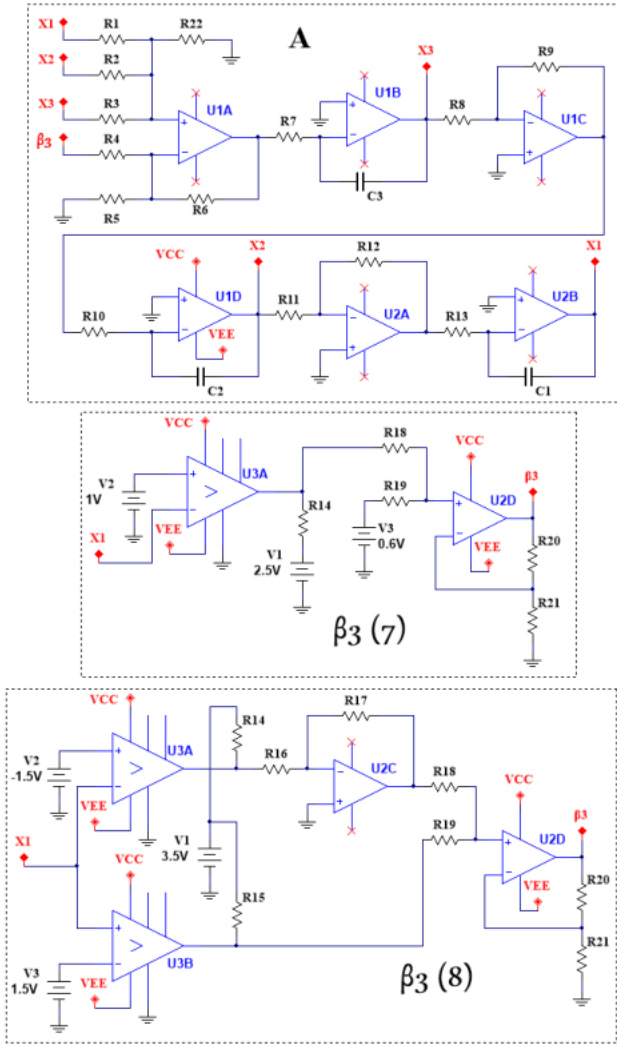 X1 R1 R22 A X3
X2 R2 R9
X3 R3 U1A U1B
β3 R4 R7 R8 U1C
R5 R6 C3
VCC X2 R12 X1
U1D R11 U2A U2B
R10 R13
VEE
C2 C1
VCC R18 VCC
V2 U3A R19 U2D β3
1V > R14
X1 VEE V3 VEE R20
0.6V
V1
2.5V R21
β3 (7)
VCC R14 R17
V2 U3A R16 U2C
-1.5V > R18 VCC
VEE R19 U2D β3
X1 VCC V1
3.5V VEE R20
R15
> R21
V3 U3B
1.5V VEE
β3 (8)